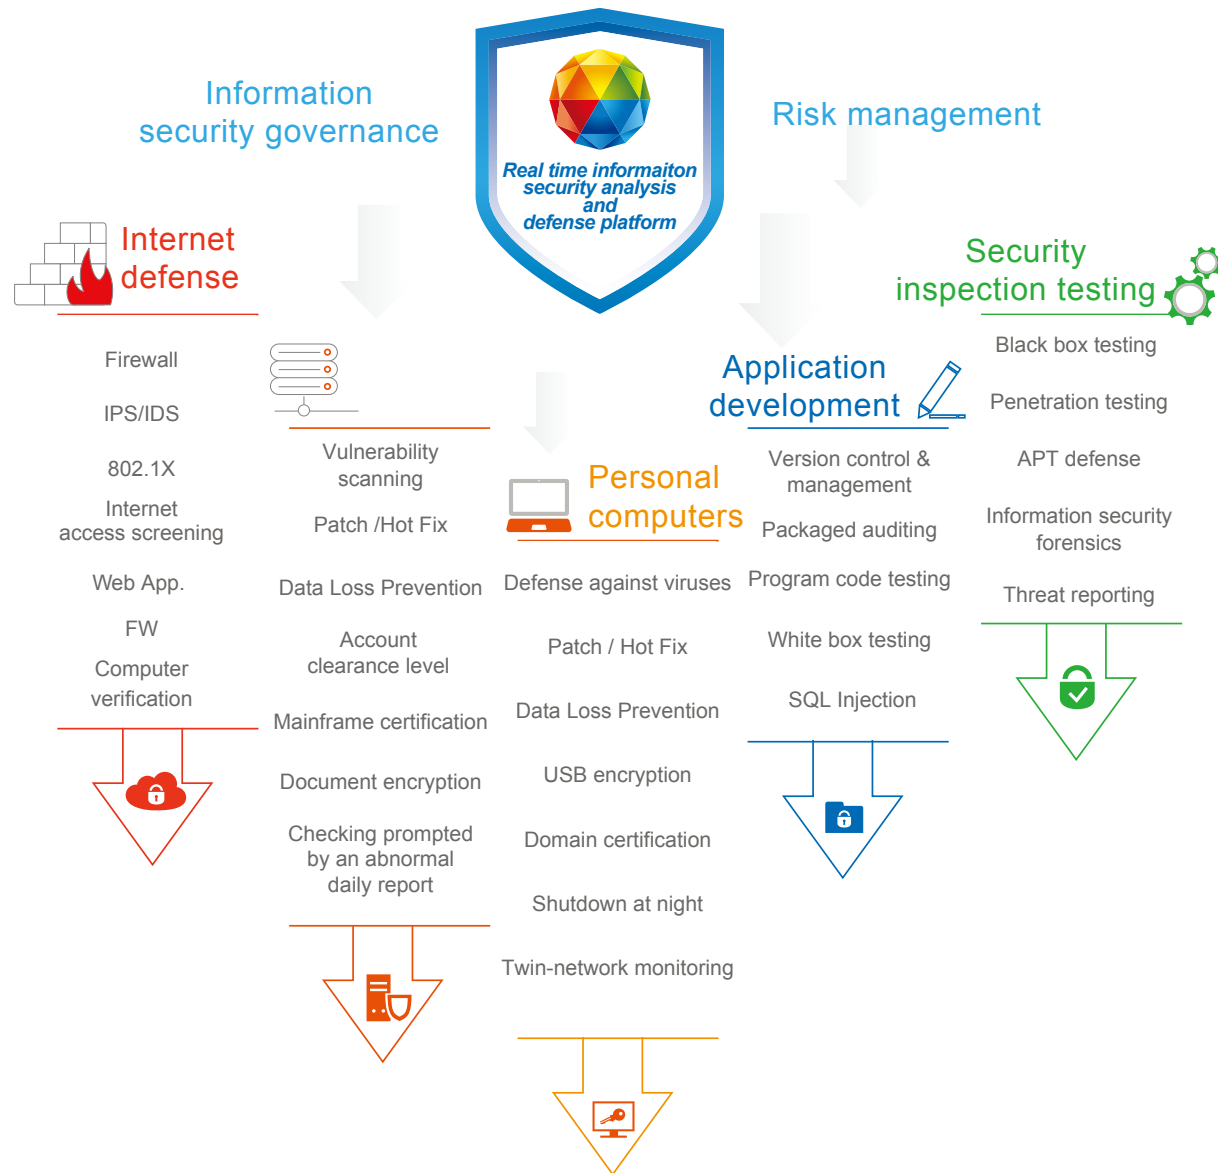 Information
security governance
Real time informaiton
security analysis
and
defense platform
Risk management
Internet
defense
Firewall
IPS/IDS
802.1X
Internet
access screening
Web App.
FW
Computer
verification
Vulnerability
scanning
Patch /Hot Fix
Data Loss Prevention
Account
clearance level
Mainframe certification
Document encryption
Checking prompted
by an abnormal
daily report
Personal
computers
Defense against viruses
Patch / Hot Fix
Data Loss Prevention
USB encryption
Domain certification
Shutdown at night
Twin-network monitoring
Application
development
Version control &
management
Packaged auditing
Program code testing
White box testing
SQL Injection
Security
inspection testing
Black box testing
Penetration testing
APT defense
Information security
forensics
Threat reporting